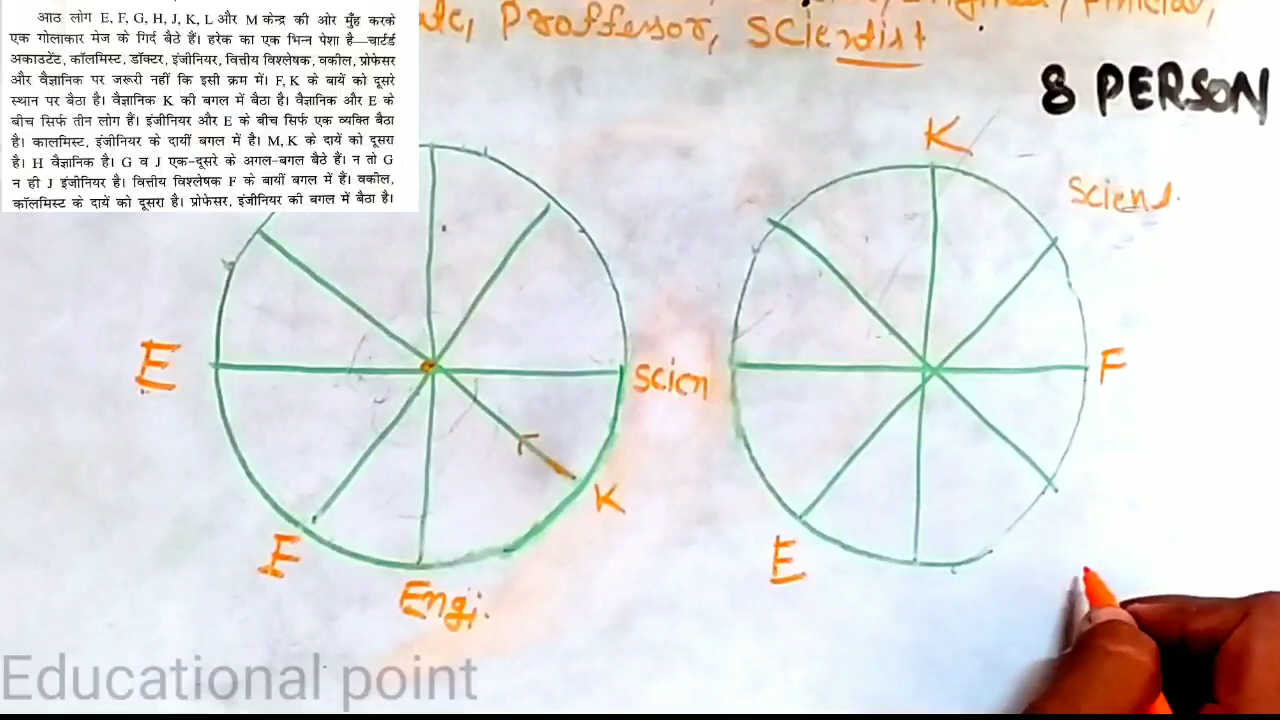 आठ लोग E, F, G, H, J, K, L और M केन्द्र की ओर मुँह करके
एक गोलाकार मेज के गिर्द बैठे हैं। हरेक का एक भिन्न पेशा है—चार्टर्ड
अकाउटेंट, कॉलमिस्ट, डॉक्टर, इंजीनियर, वित्तीय विश्लेषक, वकील, प्रोफेसर
और वैज्ञानिक पर जरूरी नहीं कि इसी क्रम में। F, K के बायें को दूसरे
स्थान पर बैठा है। वैज्ञानिक K की बगल में बैठा है। वैज्ञानिक और E के
बीच सिर्फ तीन लोग हैं। इंजीनियर और E के बीच सिर्फ एक व्यक्ति बैठा
है। कालमिस्ट, इंजीनियर के दायीं बगल में है। M, K के दायें को दूसरा
है। H वैज्ञानिक है। G व J एक-दूसरे के अगल-बगल बैठे हैं। न तो G
न ही J इंजीनियर है। वित्तीय विश्लेषक F के बायीं बगल में हैं। वकील,
कॉलमिस्ट के दायें को दूसरा है। प्रोफेसर, इंजीनियर की बगल में बैठा है।
Proffessor, Scientist
8 PERSON
K
Scient.
E
Scien
F
K
F
E
Engi.
Educational point